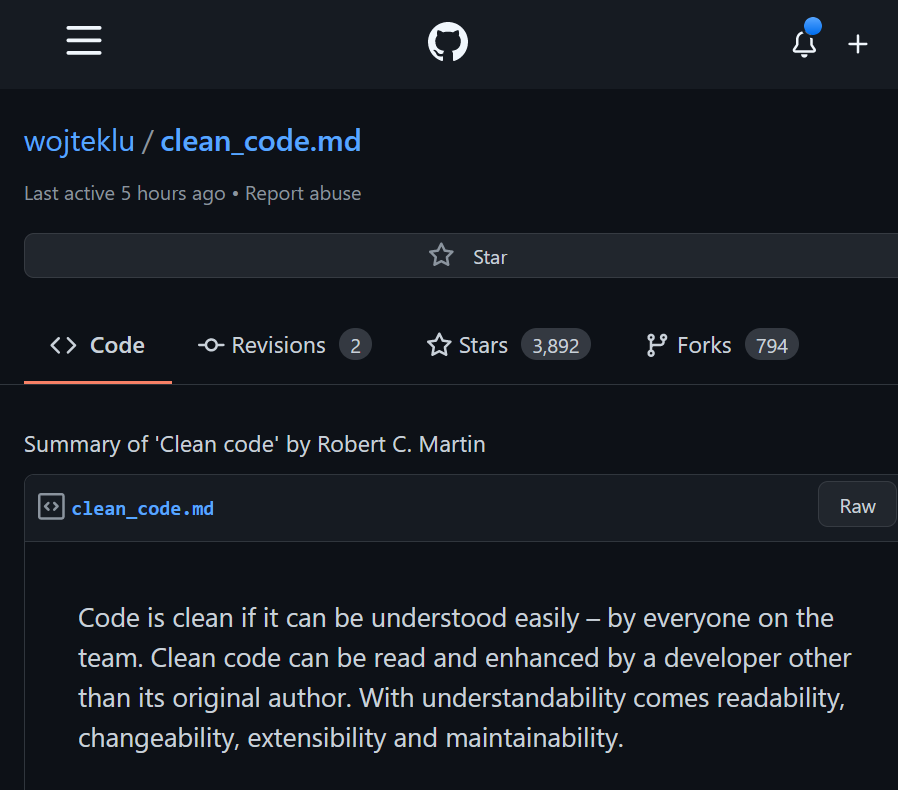 wojteklu / clean_code.md
Last active 5 hours ago • Report abuse
Star
Code Revisions 2 Stars 3,892 Forks 794
Summary of 'Clean code' by Robert C. Martin
clean_code.md Raw
Code is clean if it can be understood easily – by everyone on the
team. Clean code can be read and enhanced by a developer other
than its original author. With understandability comes readability,
changeability, extensibility and maintainability.